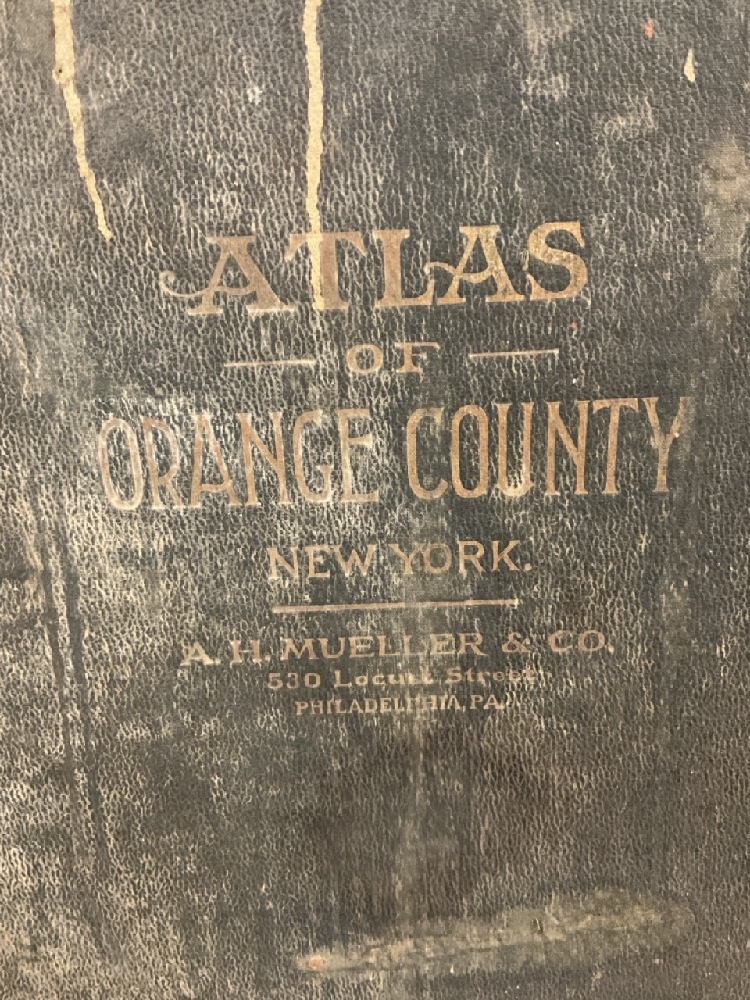 ATLAS
OF
ORANGE COUNTY
NEW YORK.
A. H. MUELLER & CO.
530 Locust Street
PHILADELPHIA, PA.